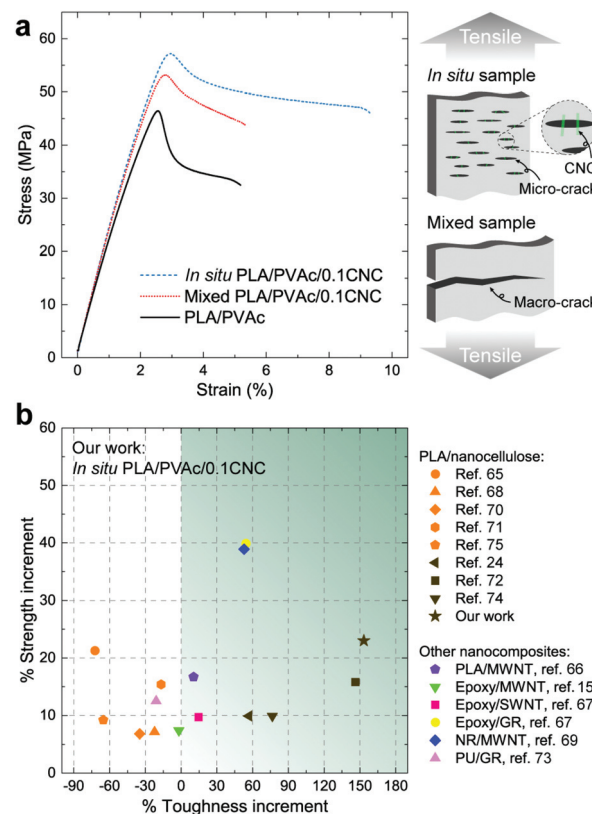 a
60
50
40
30
20
10
0
Stress (MPa)
In situ PLA/PVAc/0.1CNC
Mixed PLA/PVAc/0.1CNC
PLA/PVAc
0 2 4 6 8 10
Strain (%)
Tensile
In situ sample
CNC
Micro-crack
Mixed sample
Macro-crack
Tensile
b
60
50
40
30
20
10
0
% Strength increment
Our work:
In situ PLA/PVAc/0.1CNC
-90 -60 -30 0 30 60 90 120 150 180
% Toughness increment
PLA/nanocellulose:
Ref. 65
Ref. 68
Ref. 70
Ref. 71
Ref. 75
Ref. 24
Ref. 72
Ref. 74
Our work
Other nanocomposites:
PLA/MWNT, ref. 66
Epoxy/MWNT, ref. 15
Epoxy/SWNT, ref. 67
Epoxy/GR, ref. 67
NR/MWNT, ref. 69
PU/GR, ref. 73